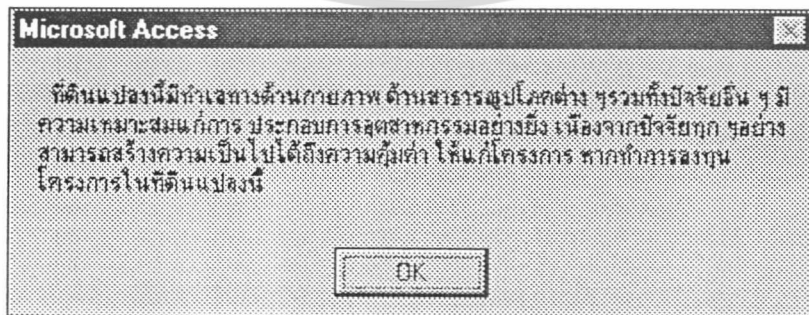 Microsoft Access
ที่ดินแปลงนี้มีทำเลทางด้านกายภาพ ด้านสาธารณูปโภคต่าง ๆรวมทั้งปัจจัยอื่น ๆ มี
ความเหมาะสมแก่การ ประกอบการอุตสาหกรรมอย่างยิ่ง เนื่องจากปัจจัยทุก ๆอย่าง
สามารถสร้างความเป็นไปได้ถึงความคุ้มค่า ให้แก่โครงการ หากทำการลงทุน
โครงการในที่ดินแปลงนี้
OK